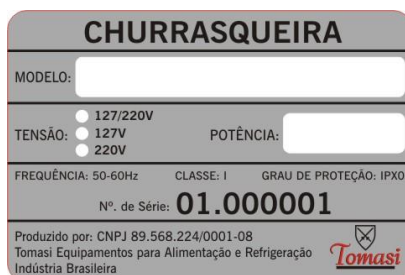 CHURRASQUEIRA
MODELO:
127/220V
TENSÃO: 127V POTÊNCIA:
220V
FREQUÊNCIA: 50-60Hz CLASSE: I GRAU DE PROTEÇÃO: IPX0
Nº. de Série: 01.000001
Produzido por: CNPJ 89.568.224/0001-08
Tomasi Equipamentos para Alimentação e Refrigeração
Indústria Brasileira
Tomasi